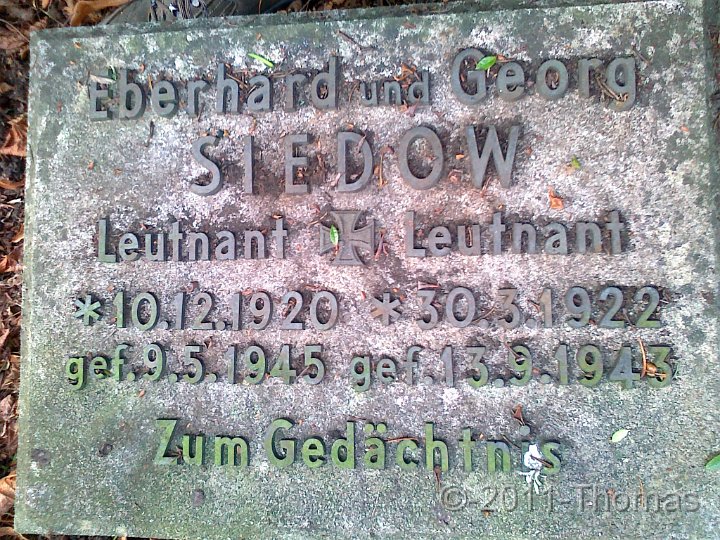 Eberhard und Georg
SIEDOW
Leutnant Leutnant
*10.12.1920 *30.3.1922
gef.9.5.1945 gef.13.9.1943
Zum Gedächtnis
©-2011-Thomas